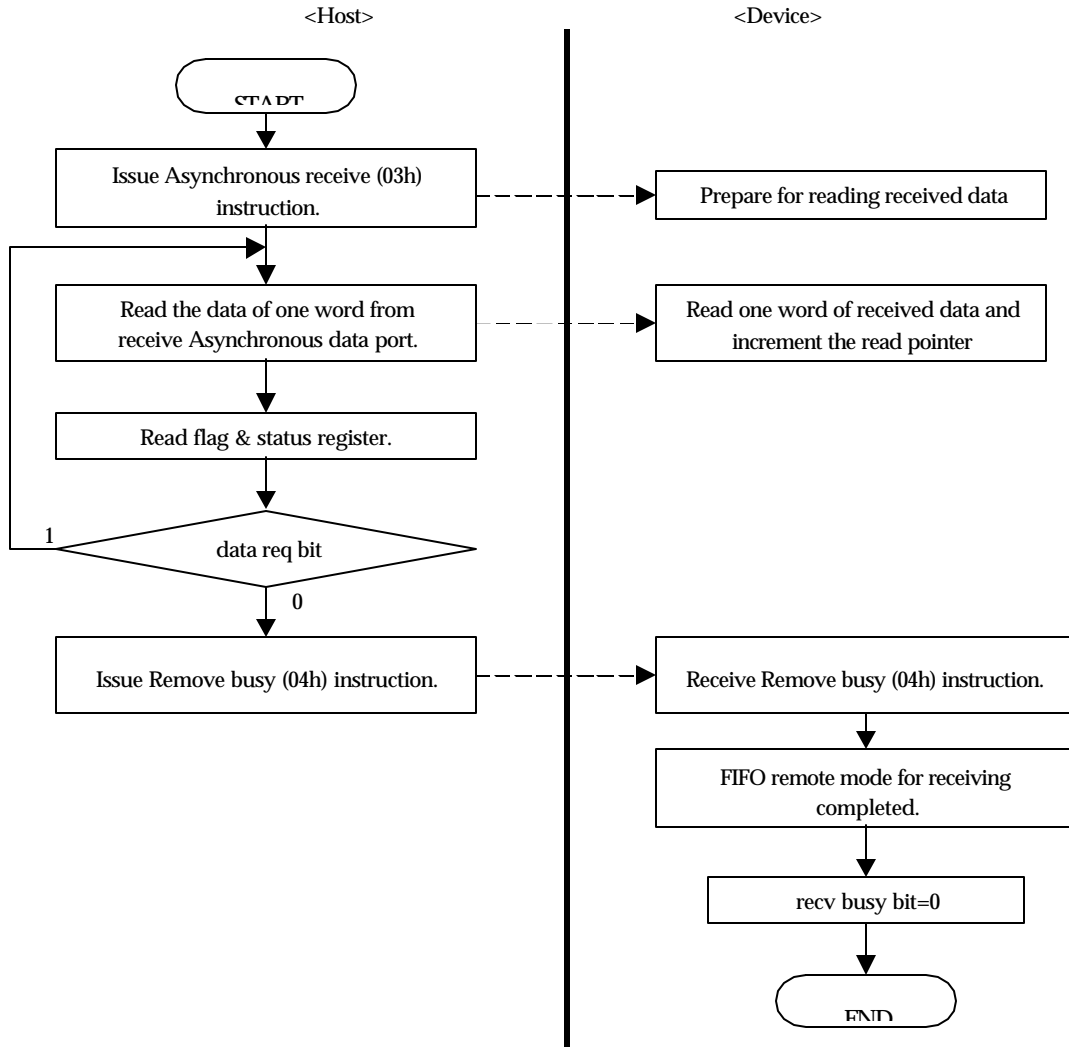 <Host>
<Device>
START
Issue Asynchronous receive (03h)
instruction.
Prepare for reading received data
Read the data of one word from
receive Asynchronous data port.
Read one word of received data and
increment the read pointer
Read flag & status register.
1
data req bit
0
Issue Remove busy (04h) instruction.
Receive Remove busy (04h) instruction.
FIFO remote mode for receiving
completed.
recv busy bit=0
END